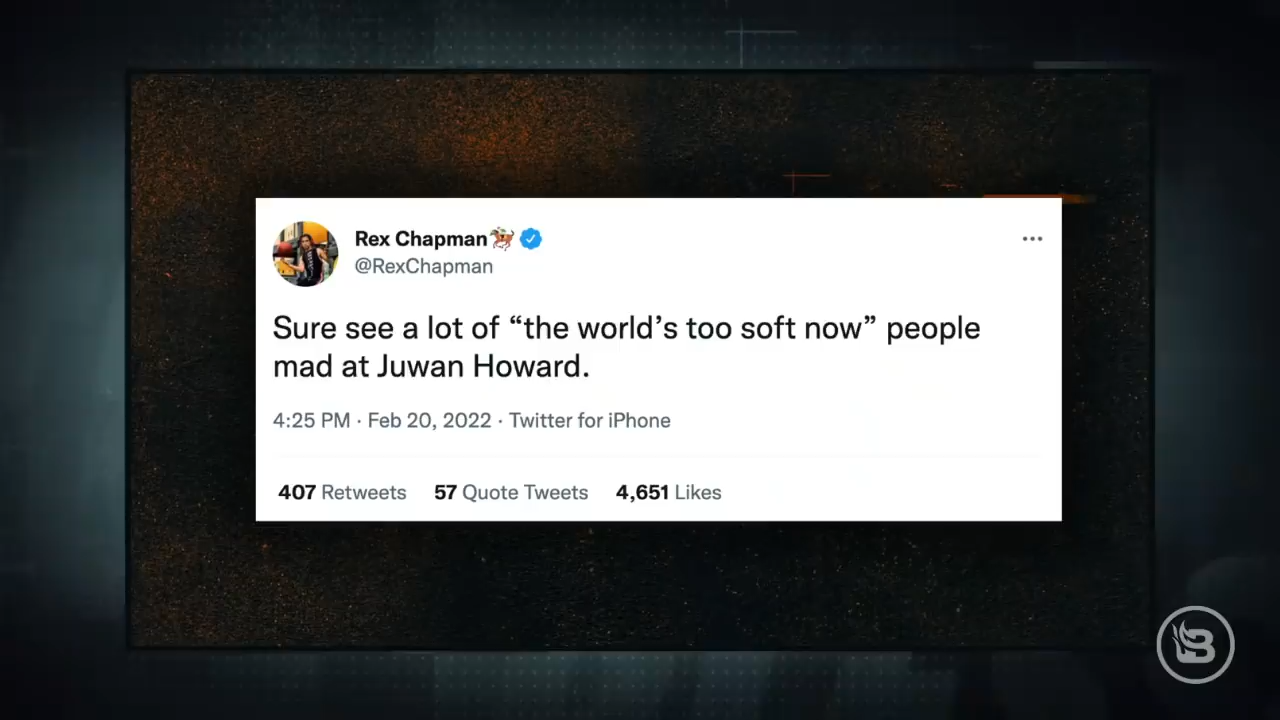 Rex Chapman🏇
@RexChapman
Sure see a lot of “the world’s too soft now” people
mad at Juwan Howard.
4:25 PM · Feb 20, 2022 · Twitter for iPhone
407 Retweets 57 Quote Tweets 4,651 Likes
B